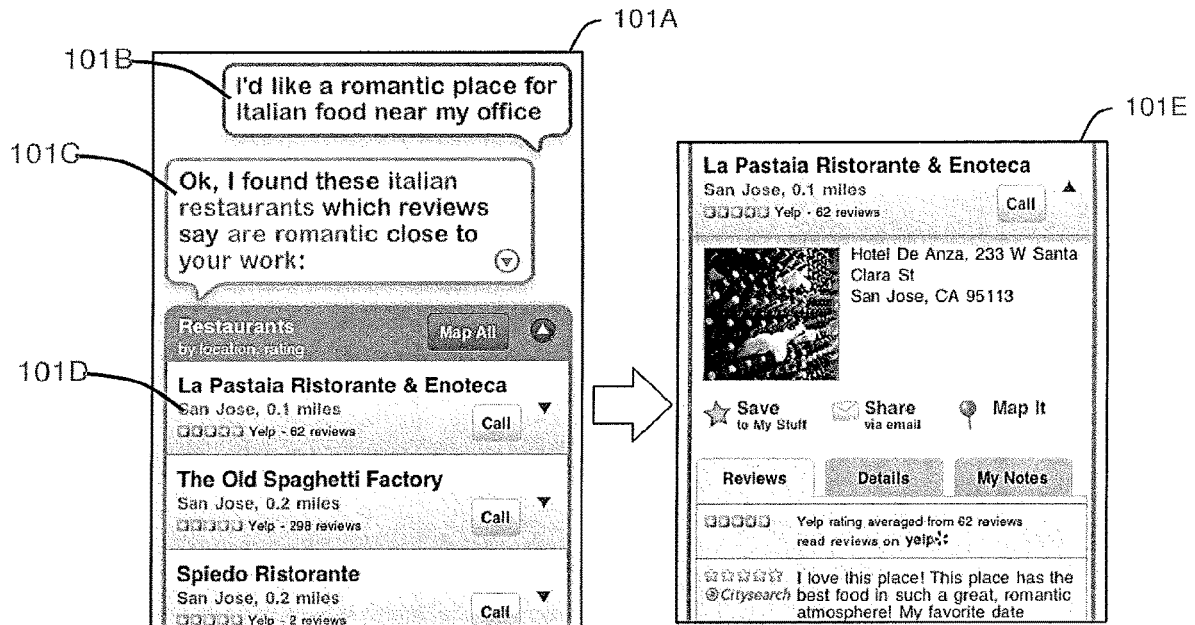 101A
101B
I'd like a romantic place for
Italian food near my office
101C
Ok, I found these italian
restaurants which reviews
say are romantic close to
your work:
Restaurants
by location, rating
Map All
101D
La Pastaia Ristorante & Enoteca
San Jose, 0.1 miles
Yelp - 62 reviews
Call
The Old Spaghetti Factory
San Jose, 0.2 miles
Yelp - 298 reviews
Call
Spiedo Ristorante
San Jose, 0.2 miles
Yelp - 2 reviews
Call
101E
La Pastaia Ristorante & Enoteca
San Jose, 0.1 miles
Yelp - 62 reviews
Call
Hotel De Anza, 233 W Santa
Clara St
San Jose, CA 95113
Save
to My Stuff
Share
via email
Map It
Reviews
Details
My Notes
Yelp rating averaged from 62 reviews
read reviews on yelp
Citysearch
I love this place! This place has the
best food in such a great, romantic
atmosphere! My favorite date